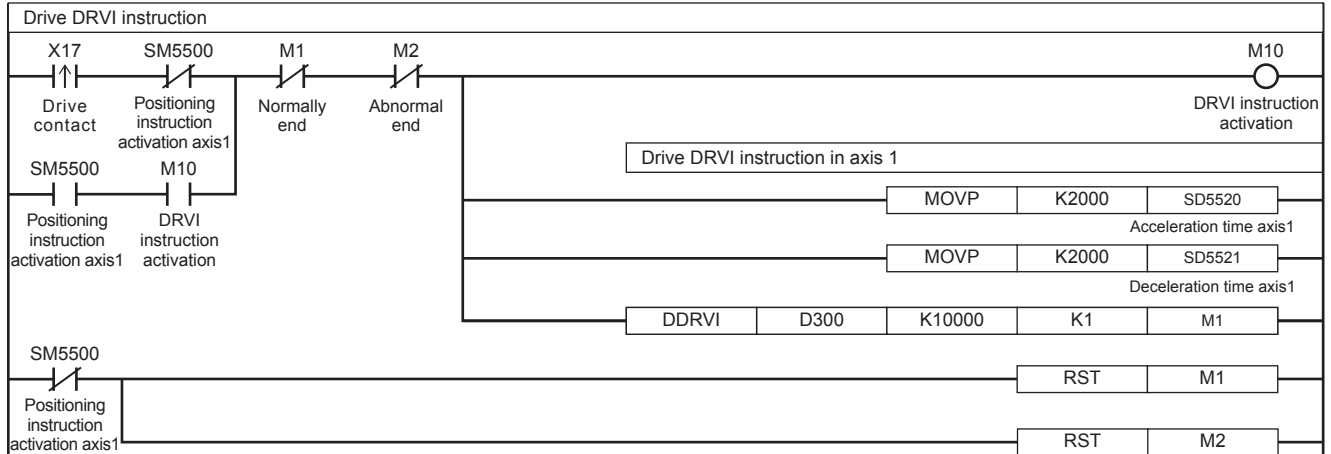 Drive DRVI instruction
X17 SM5500 M1 M2 M10
Drive
contact
Positioning
instruction
activation axis1
Normally
end
Abnormal
end
DRVI instruction
activation
Drive DRVI instruction in axis 1
SM5500 M10
Positioning
instruction
activation axis1
DRVI
instruction
activation
MOVP K2000 SD5520
Acceleration time axis1
MOVP K2000 SD5521
Deceleration time axis1
DDRVI D300 K10000 K1 M1
SM5500
Positioning
instruction
activation axis1
RST M1
RST M2